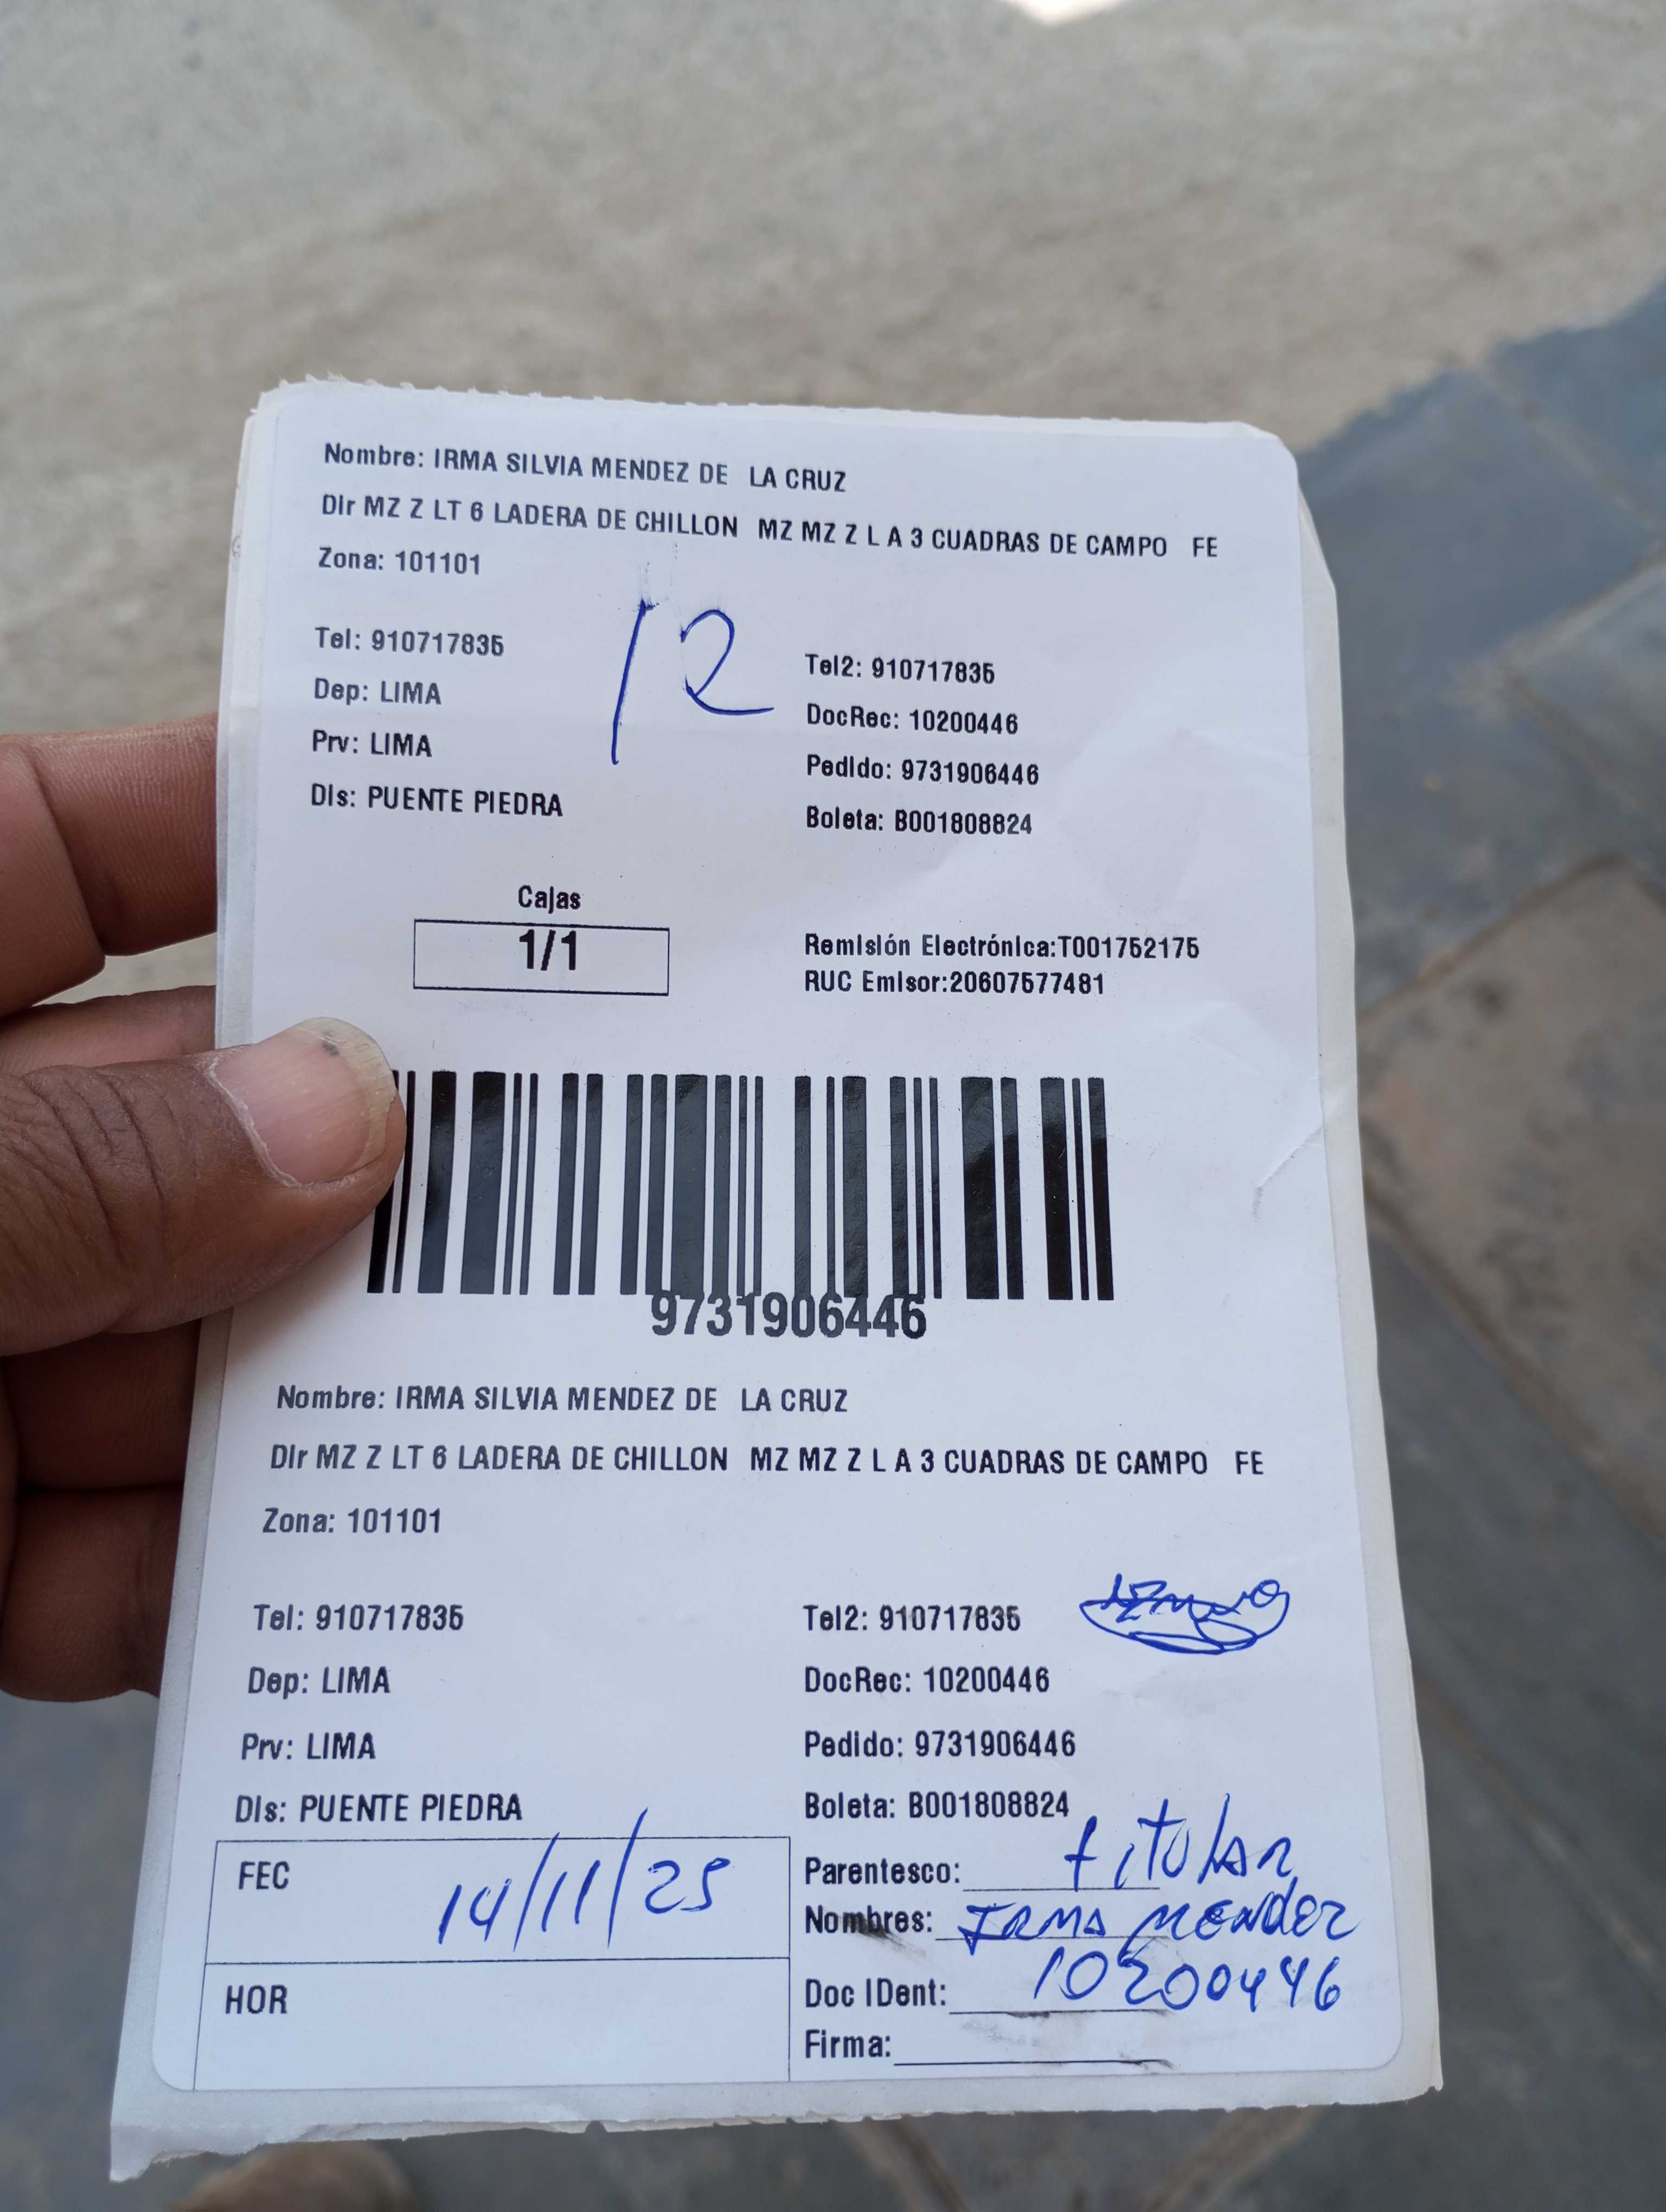 Nombre: IRMA SILVIA MENDEZ DE LA CRUZ
Dir MZ Z LT 6 LADERA DE CHILLON MZ MZ Z L A 3 CUADRAS DE CAMPO FE
Zona: 101101
12
Tel: 910717835
Tel2: 910717835
Dep: LIMA
DocRec: 10200446
Prv: LIMA
Pedido: 9731906446
Dis: PUENTE PIEDRA
Boleta: B001808824
Cajas
1/1
Remisión Electrónica:T001752175
RUC Emisor:20607577481
9731906446
Nombre: IRMA SILVIA MENDEZ DE LA CRUZ
Dir MZ Z LT 6 LADERA DE CHILLON MZ MZ Z L A 3 CUADRAS DE CAMPO FE
Zona: 101101
Tel: 910717835
Tel2: 910717835
Dep: LIMA
DocRec: 10200446
Prv: LIMA
Pedido: 9731906446
Dis: PUENTE PIEDRA
Boleta: B001808824
FEC 14/11/25
HOR
Parentesco: titular
Nombres: IRMA MENDEZ
Doc IDent: 10200446
Firma: